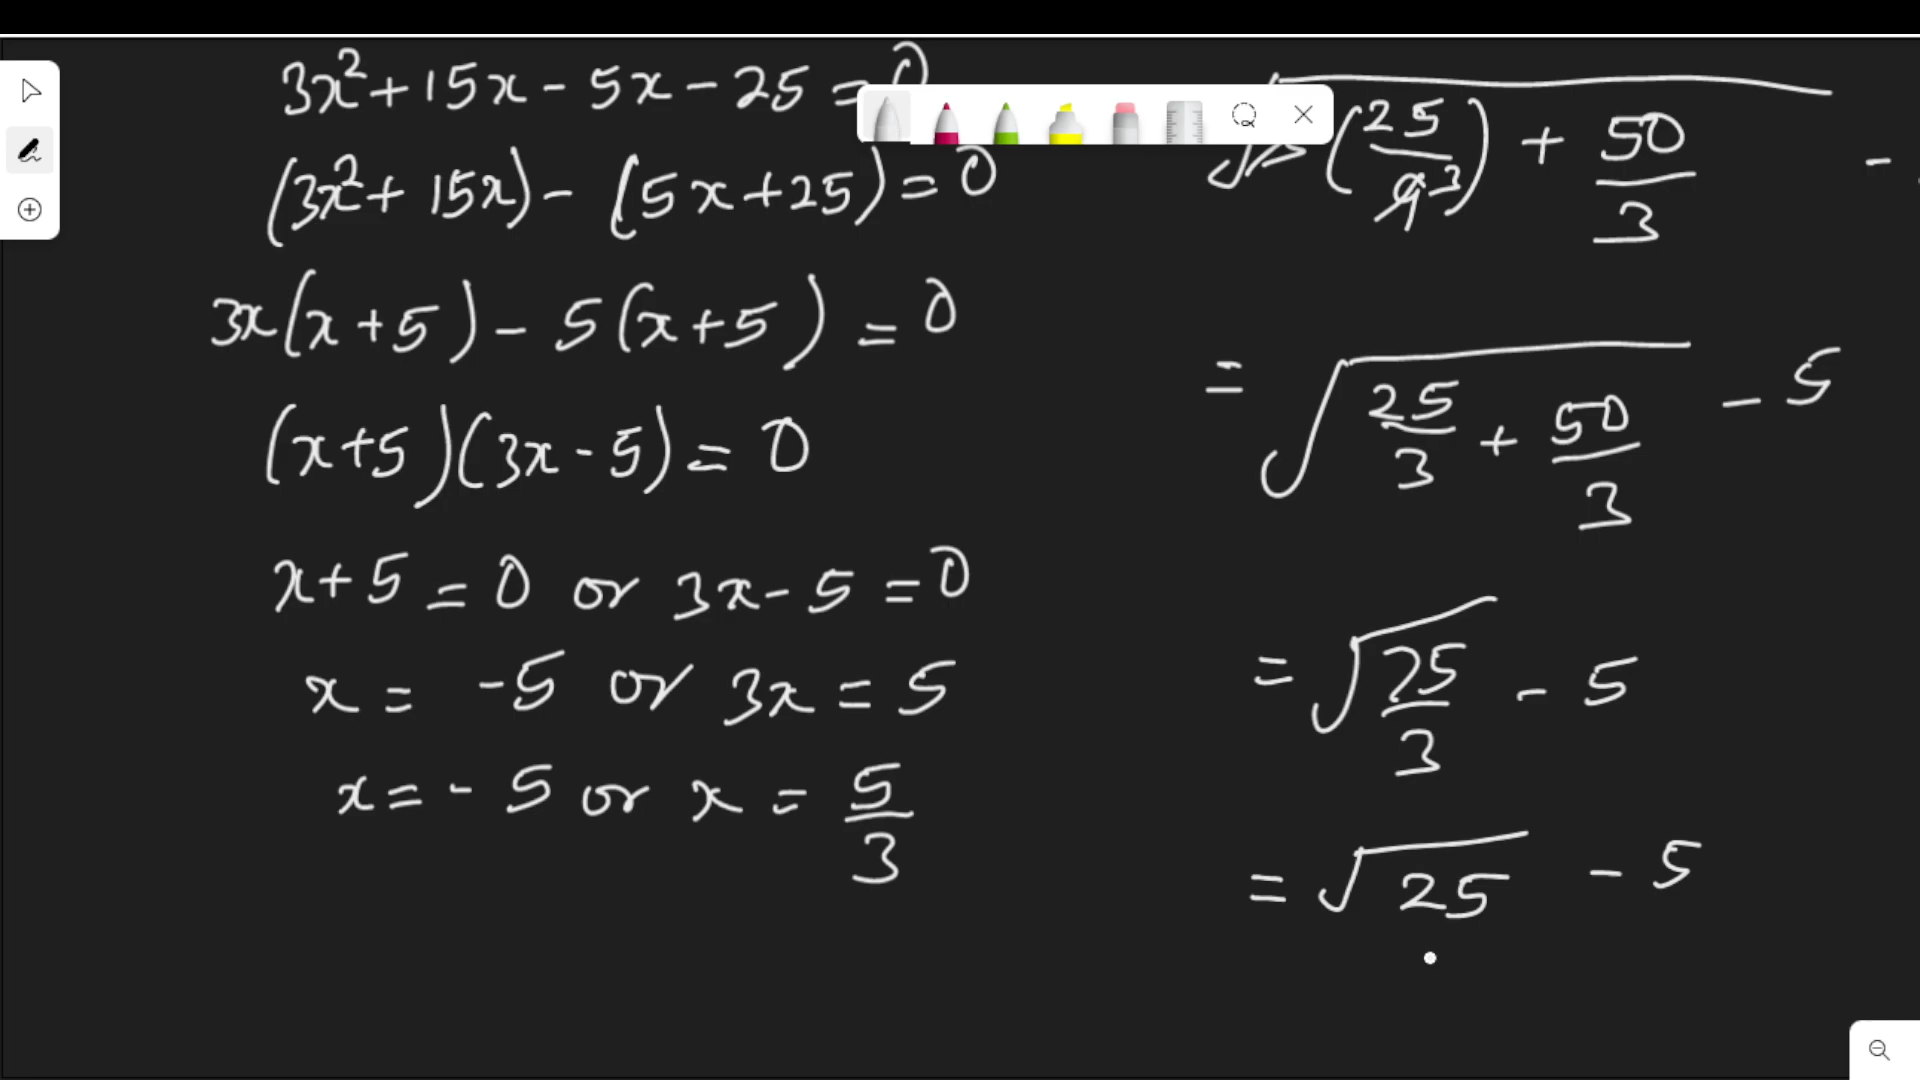 3x²+15x-5x-25=0
(3x²+15x)-(5x+25)=0
3x(x+5)-5(x+5)=0
(x+5)(3x-5)=0
x+5=0 or 3x-5=0
x=-5 or 3x=5
x=-5 or x=5/3
(25/9 3)+50/3 -
=√(25/3+50/3) -5
=√(75/3) -5
=√25 -5